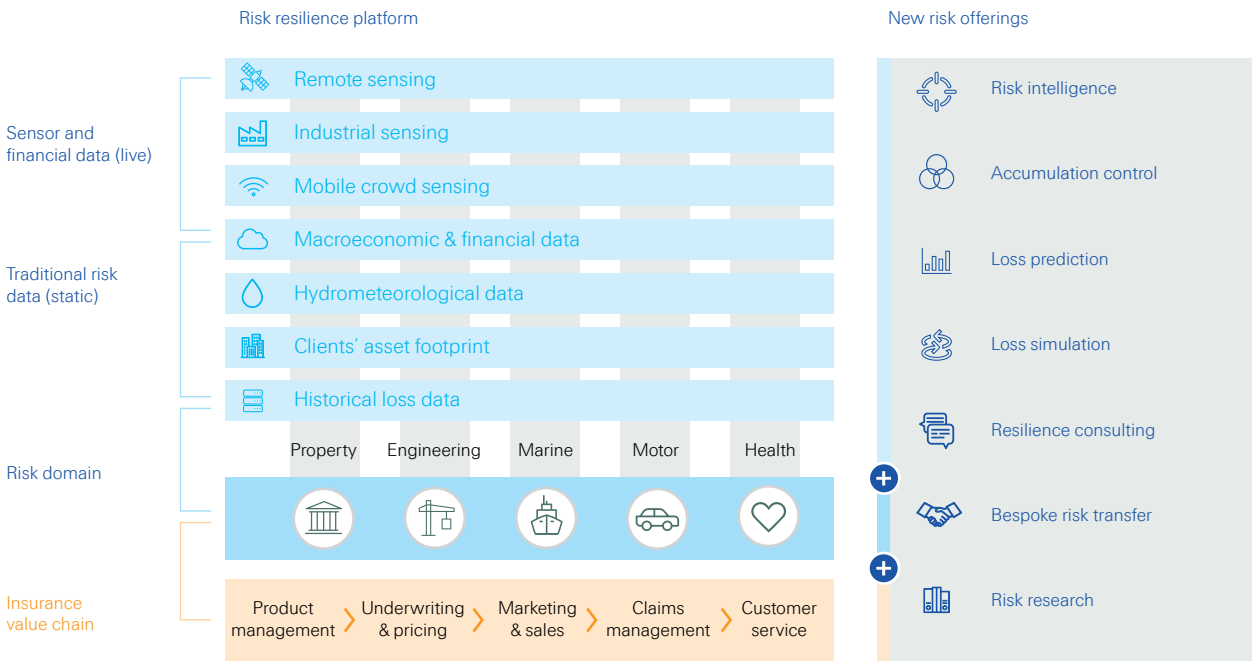 Risk resilience platform
New risk offerings
Sensor and
financial data (live)
Remote sensing
Industrial sensing
Mobile crowd sensing
Traditional risk
data (static)
Macroeconomic & financial data
Hydrometeorological data
Clients´ asset footprint
Historical loss data
Risk domain
Property
Engineering
Marine
Motor
Health
Insurance
value chain
Product
management
Underwriting
& pricing
Marketing
& sales
Claims
management
Customer
service
Risk intelligence
Accumulation control
Loss prediction
Loss simulation
Resilience consulting
Bespoke risk transfer
Risk research